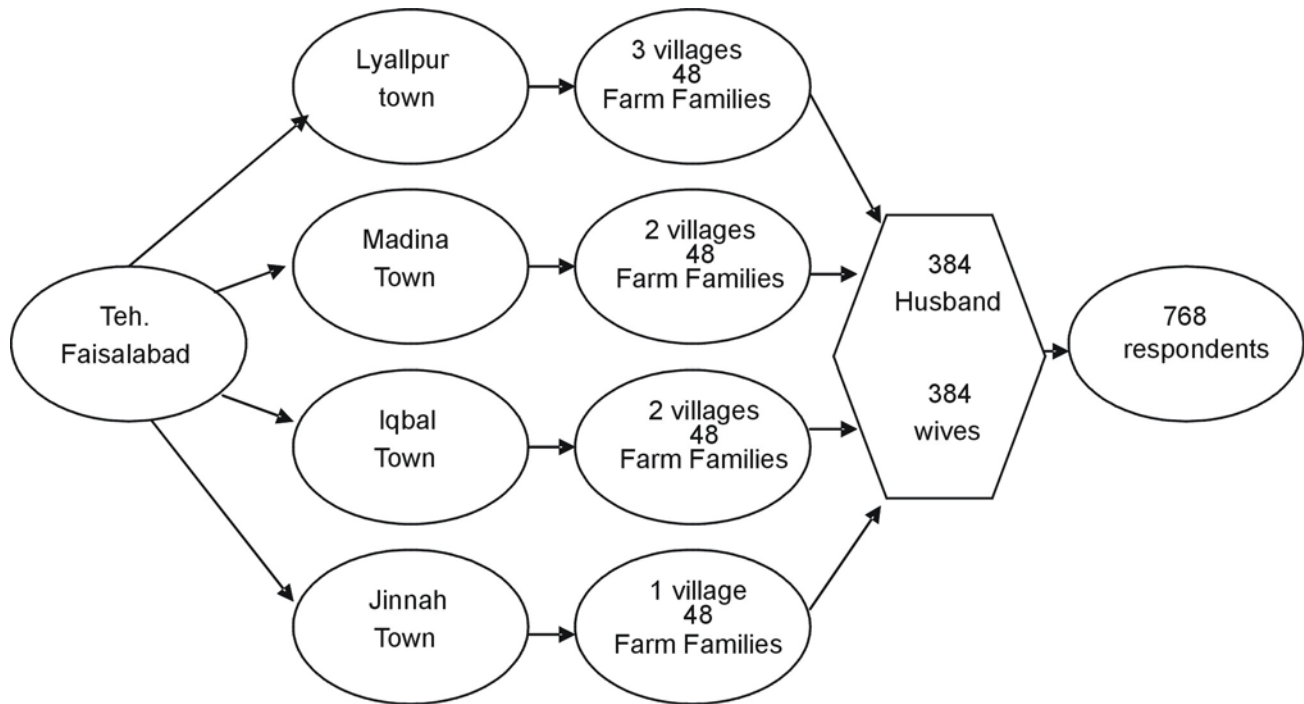 Teh.
Faisalabad
Lyallpur
town
3 villages
48
Farm Families
Madina
Town
2 villages
48
Farm Families
Iqbal
Town
2 villages
48
Farm Families
Jinnah
Town
1 village
48
Farm Families
384
Husband
384
wives
768
respondents